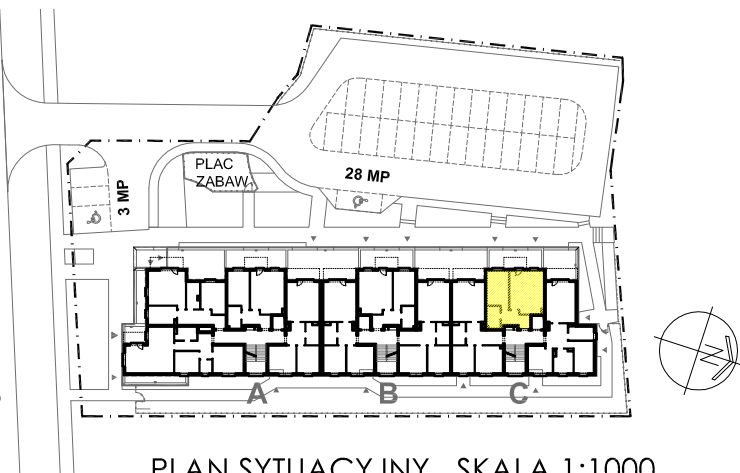 PLAC
ZABAW
28 MP
3 MP
A
B
C
N
PLAN SYTUACYJNY SKALA 1:1000